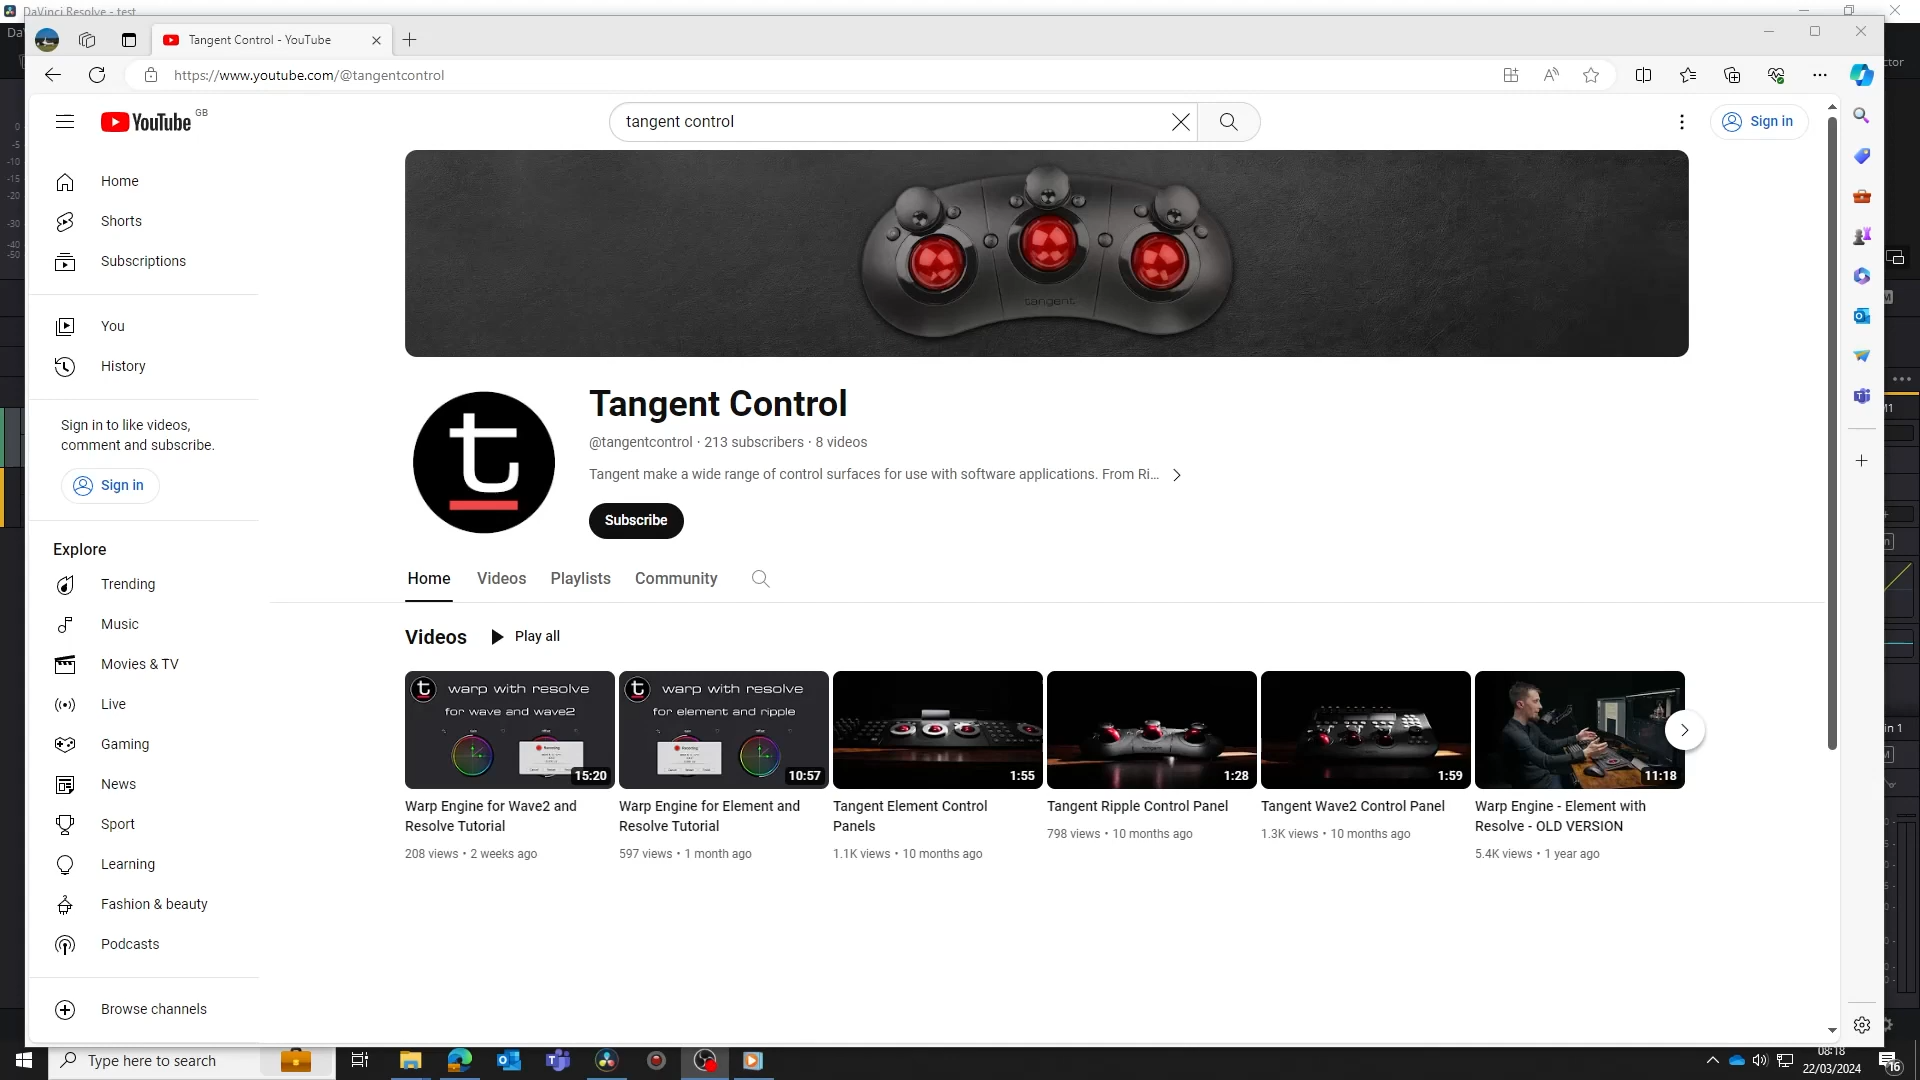 DaVinci Resolve - test
Tangent Control - YouTube
https://www.youtube.com/@tangentcontrol
YouTube GB
tangent control
Sign in
Home
Shorts
Subscriptions
You
History
Sign in to like videos,
comment and subscribe.
Sign in
Explore
Trending
Music
Movies & TV
Live
Gaming
News
Sport
Learning
Fashion & beauty
Podcasts
Browse channels
tangent
Tangent Control
@tangentcontrol · 213 subscribers · 8 videos
Tangent make a wide range of control surfaces for use with software applications. From Ri...
Subscribe
Home Videos Playlists Community
Videos Play all
warp with resolve
for wave and wave2
15:20
Warp Engine for Wave2 and
Resolve Tutorial
208 views • 2 weeks ago
warp with resolve
for element and ripple
10:57
Warp Engine for Element and
Resolve Tutorial
597 views • 1 month ago
1:55
Tangent Element Control
Panels
1.1K views • 10 months ago
1:28
Tangent Ripple Control Panel
798 views • 10 months ago
1:59
Tangent Wave2 Control Panel
1.3K views • 10 months ago
11:18
Warp Engine - Element with
Resolve - OLD VERSION
5.4K views • 1 year ago
Type here to search
08:18
22/03/2024
16